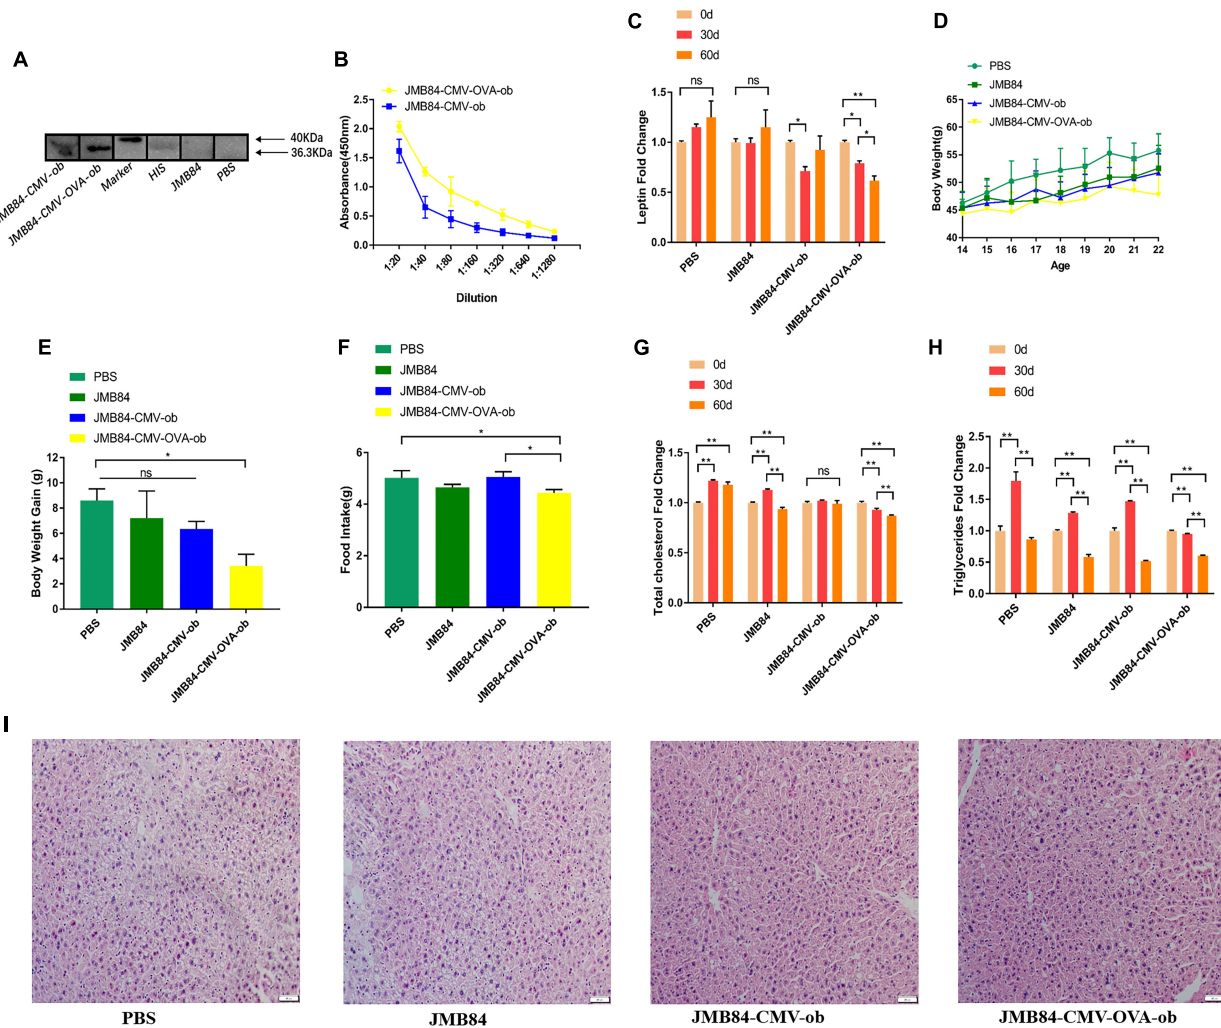 A
40KDa
36.3KDa
JMB84-CMV-ob
JMB84-CMV-OVA-ob
Marker
HIS
JMB84
PBS
B
JMB84-CMV-OVA-ob
JMB84-CMV-ob
Absorbance(450nm)
2.5
2.0
1.5
1.0
0.5
0.0
1:20
1:40
1:80
1:160
1:320
1:640
1:1280
Dilution
C
0d
30d
60d
Leptin Fold Change
1.5
1.0
0.5
0.0
ns
ns
*
**
*
*
PBS
JMB84
JMB84-CMV-ob
JMB84-CMV-OVA-ob
D
PBS
JMB84
JMB84-CMV-ob
JMB84-CMV-OVA-ob
Body Weight(g)
65
60
55
50
45
40
14 15 16 17 18 19 20 21 22
Age
E
PBS
JMB84
JMB84-CMV-ob
JMB84-CMV-OVA-ob
Body Weight Gain (g)
12
10
8
6
4
2
0
*
ns
PBS
JMB84
JMB84-CMV-ob
JMB84-CMV-OVA-ob
F
PBS
JMB84
JMB84-CMV-ob
JMB84-CMV-OVA-ob
Food Intake(g)
6
4
2
0
*
*
PBS
JMB84
JMB84-CMV-ob
JMB84-CMV-OVA-ob
G
0d
30d
60d
Total cholesterol Fold Change
1.5
1.0
0.5
0.0
**
**
**
**
**
ns
**
**
**
PBS
JMB84
JMB84-CMV-ob
JMB84-CMV-OVA-ob
H
0d
30d
60d
Triglycerides Fold Change
2.5
2.0
1.5
1.0
0.5
0.0
**
**
**
**
**
**
**
**
**
**
**
PBS
JMB84
JMB84-CMV-ob
JMB84-CMV-OVA-ob
I
PBS
JMB84
JMB84-CMV-ob
JMB84-CMV-OVA-ob